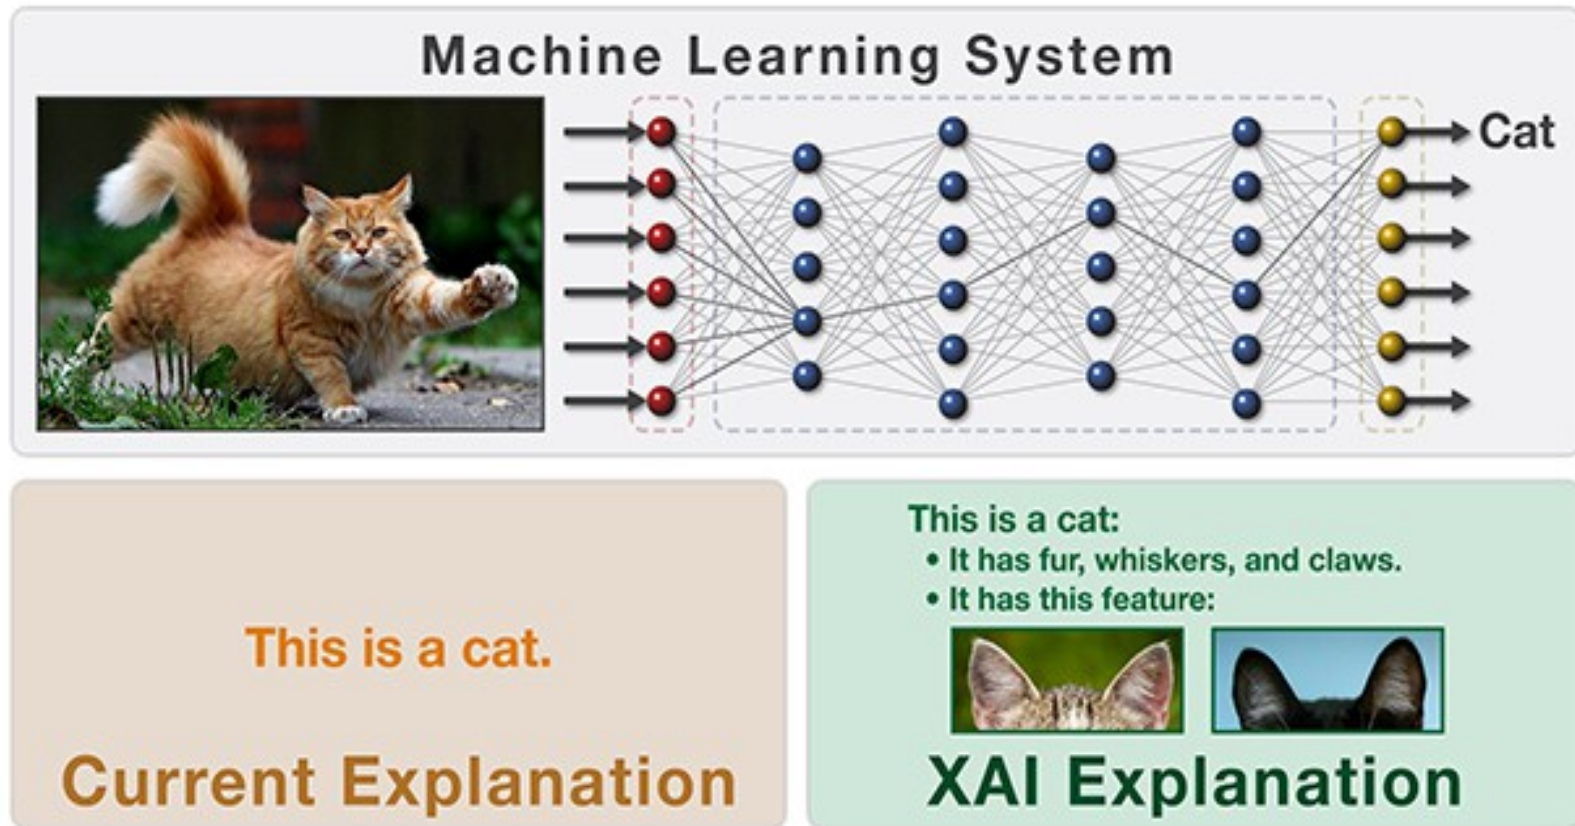 Machine Learning System
Cat
This is a cat.
Current Explanation
This is a cat:
• It has fur, whiskers, and claws.
• It has this feature:
XAI Explanation